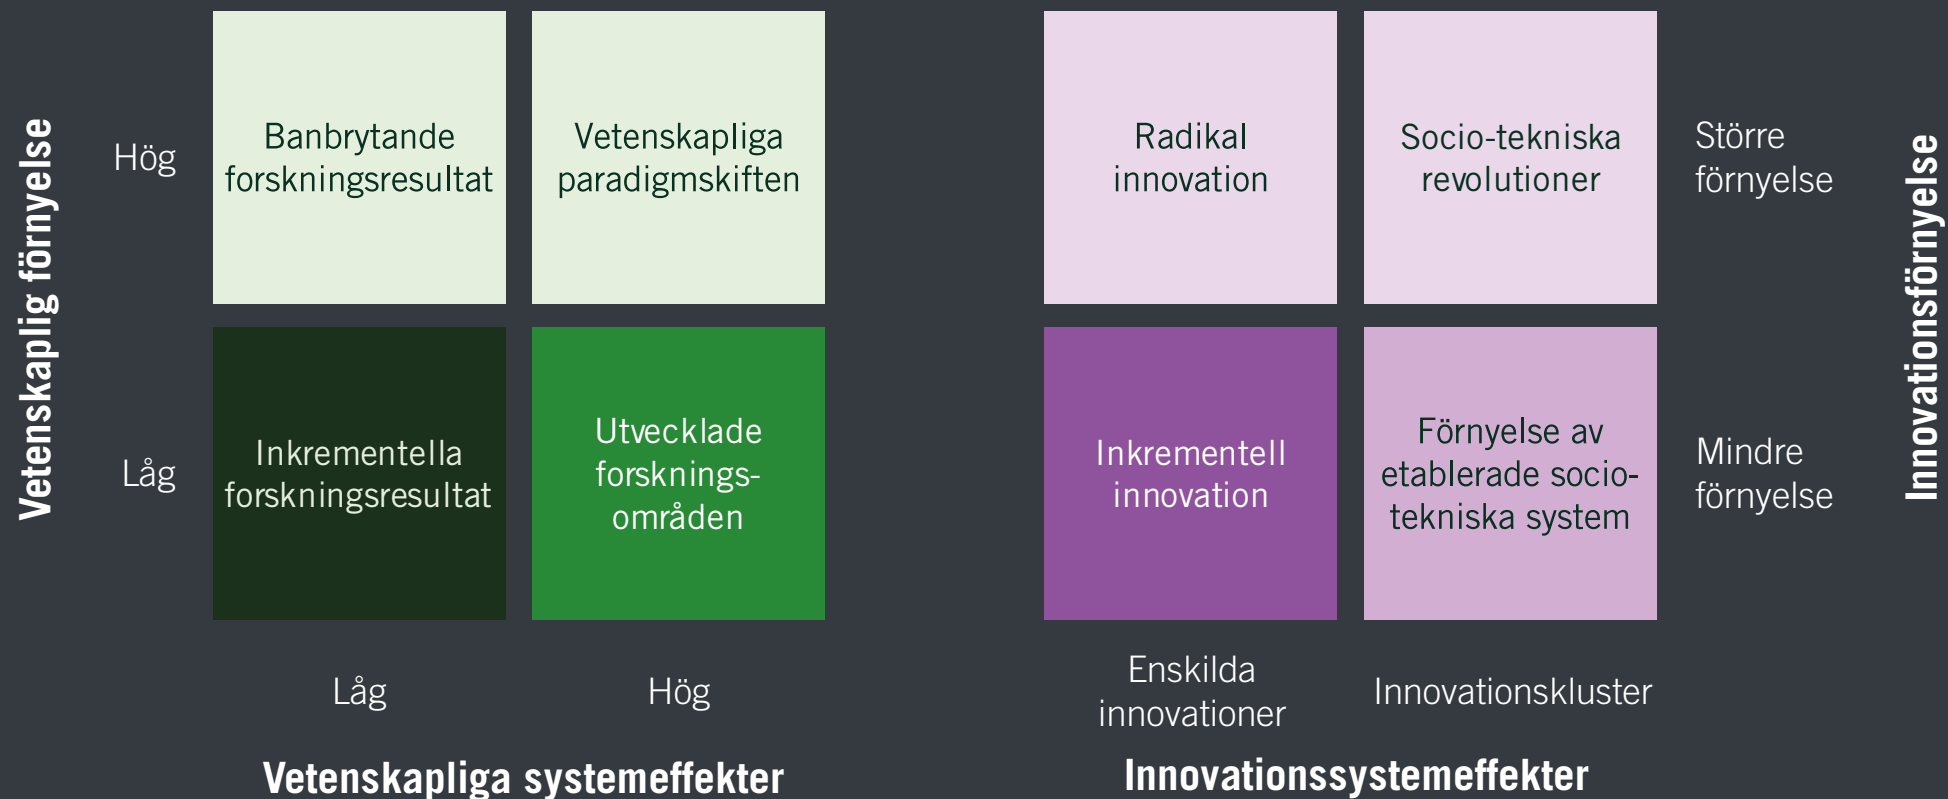 Vetenskaplig förnyelse
Hög
Banbrytande
forskningsresultat
Vetenskapliga
paradigmskiften
Låg
Inkrementella
forskningsresultat
Utvecklade
forsknings-
områden
Låg
Hög
Vetenskapliga systemeffekter
Radikal
innovation
Socio-tekniska
revolutioner
Större
förnyelse
Inkrementell
innovation
Förnyelse av
etablerade socio-
tekniska system
Mindre
förnyelse
Innovationsförnyelse
Enskilda
innovationer
Innovationskluster
Innovationssystemeffekter